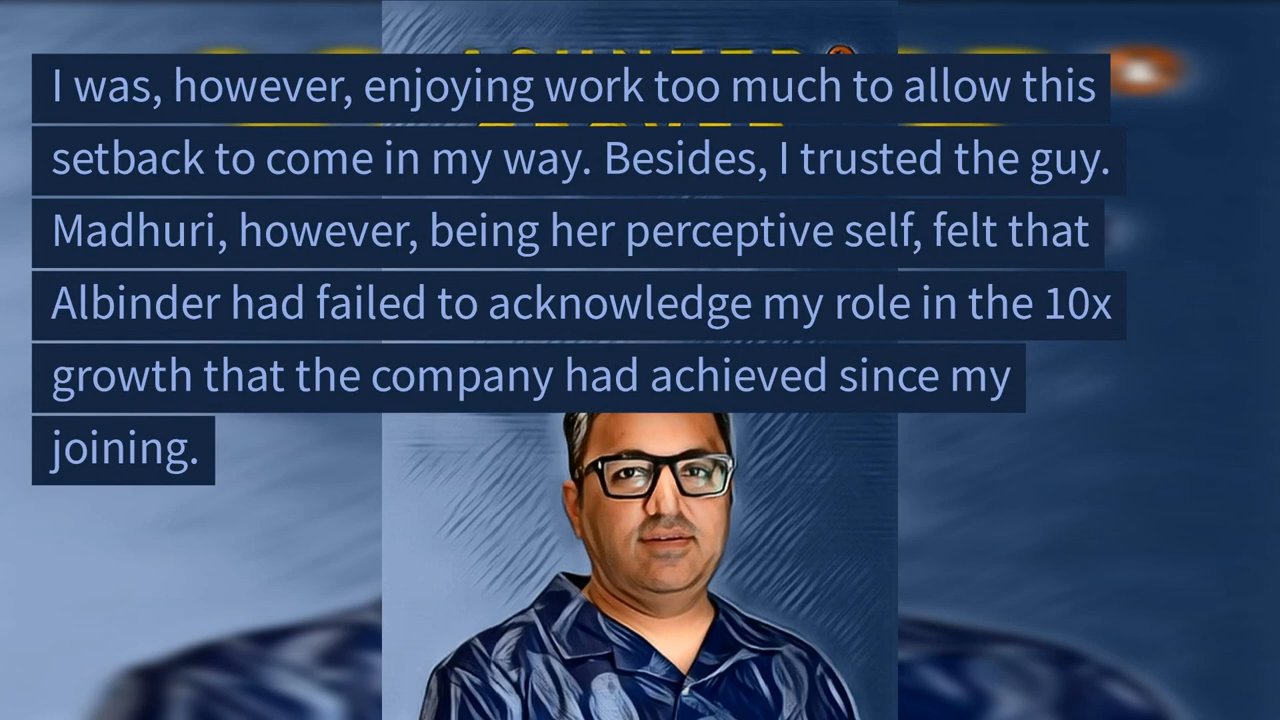 I was, however, enjoying work too much to allow this
setback to come in my way. Besides, I trusted the guy.
Madhuri, however, being her perceptive self, felt that
Albinder had failed to acknowledge my role in the 10x
growth that the company had achieved since my
joining.